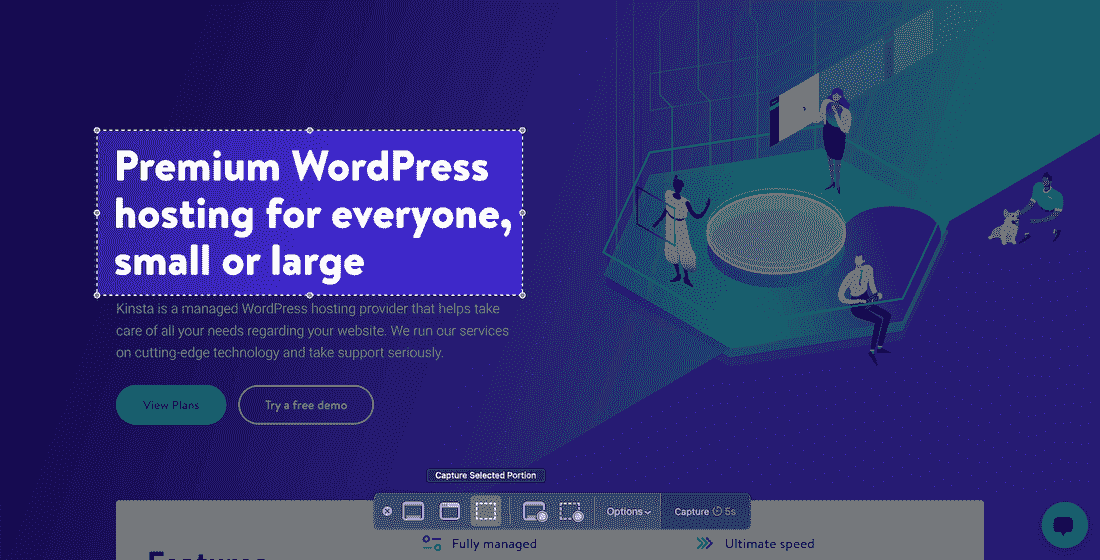 Premium WordPress
hosting for everyone,
small or large
Kinsta is a managed WordPress hosting provider that helps take
care of all your needs regarding your website. We run our services
on cutting-edge technology and take support seriously.
View Plans
Try a free demo
Capture Selected Portion
Options
Capture 5s
Features
Fully managed
Ultimate speed